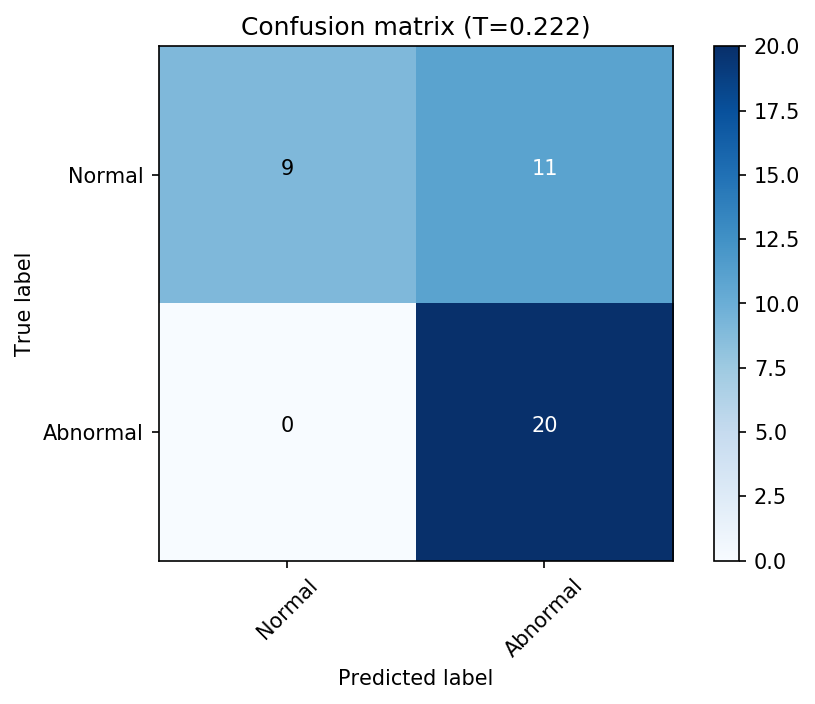 Confusion matrix (T=0.222)
True label
Normal
Abnormal
9
11
0
20
Normal
Abnormal
Predicted label
20.0
17.5
15.0
12.5
10.0
7.5
5.0
2.5
0.0